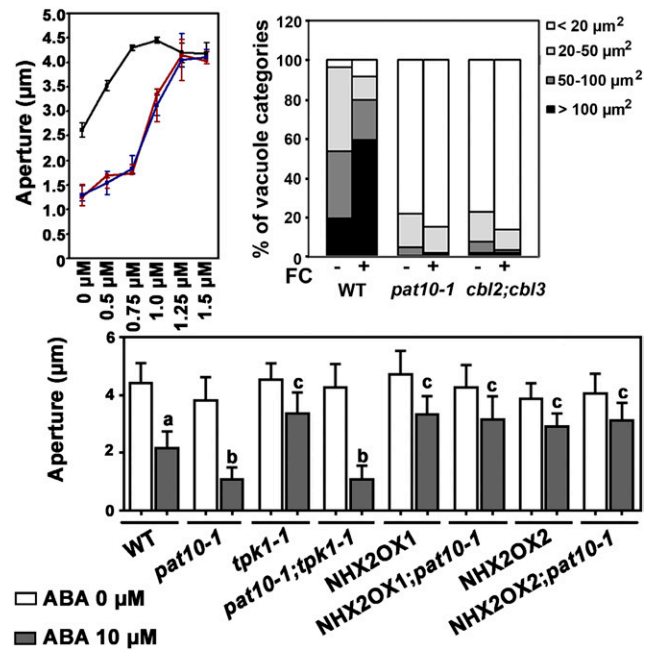 Aperture (µm)
5.0
4.5
4.0
3.5
3.0
2.5
2.0
1.5
1.0
0.5
0
0 µM
0.5 µM
0.75 µM
1.0 µM
1.25 µM
1.5 µM
% of vacuole categories
120
100
80
60
40
20
0
< 20 µm²
20-50 µm²
50-100 µm²
> 100 µm²
FC - + - + - +
WT pat10-1 cbl2;cbl3
Aperture (µm)
6
4
2
0
a b c b c c c c
WT
pat10-1
tpk1-1
pat10-1;tpk1-1
NHX2OX1
NHX2OX1;pat10-1
NHX2OX2
NHX2OX2;pat10-1
ABA 0 µM
ABA 10 µM